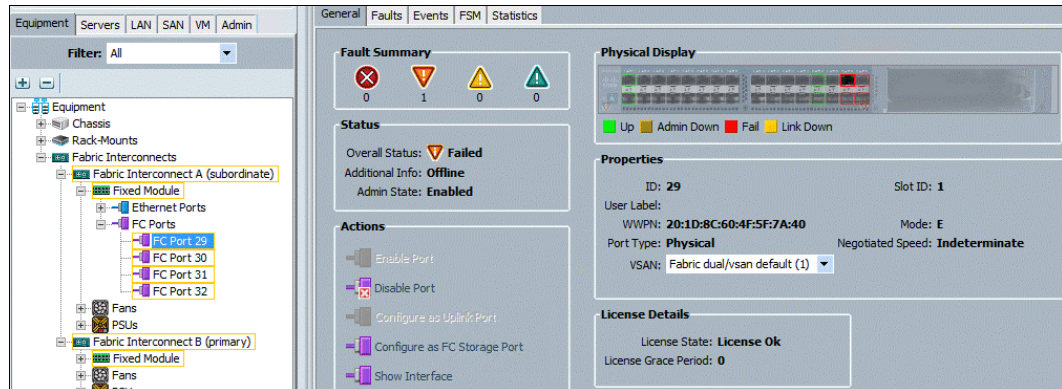 Equipment Servers LAN SAN VM Admin
Filter: All
Equipment
Chassis
Rack-Mounts
Fabric Interconnects
Fabric Interconnect A (subordinate)
Fixed Module
Ethernet Ports
FC Ports
FC Port 29
FC Port 30
FC Port 31
FC Port 32
Fans
PSUs
Fabric Interconnect B (primary)
Fixed Module
Fans
General Faults Events FSM Statistics
Fault Summary
0 1 0 0
Status
Overall Status: Failed
Additional Info: Offline
Admin State: Enabled
Actions
Enable Port
Disable Port
Configure as Uplink Port
Configure as FC Storage Port
Show Interface
Physical Display
Up Admin Down Fail Link Down
Properties
ID: 29 Slot ID: 1
User Label:
WWPN: 20:1D:8C:60:4F:5F:7A:40 Mode: E
Port Type: Physical Negotiated Speed: Indeterminate
VSAN: Fabric dual/vsan default (1)
License Details
License State: License Ok
License Grace Period: 0